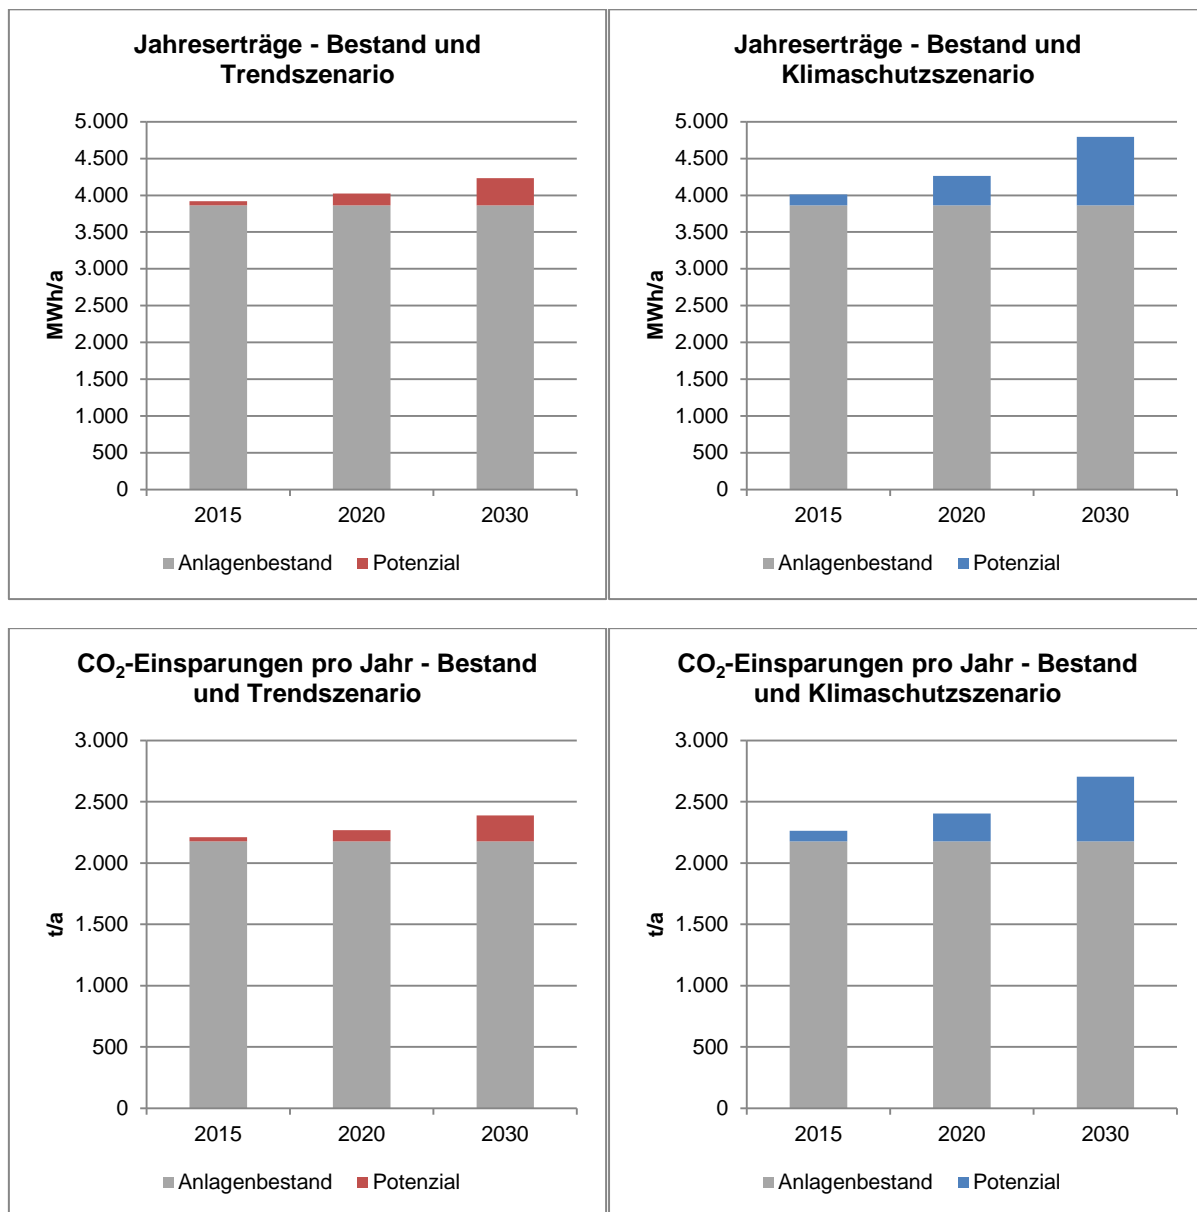 Jahreserträge - Bestand und
Trendszenario
5.000
4.500
4.000
3.500
3.000
2.500
2.000
1.500
1.000
500
0
MWh/a
2015 2020 2030
Anlagenbestand Potenzial
Jahreserträge - Bestand und
Klimaschutzszenario
5.000
4.500
4.000
3.500
3.000
2.500
2.000
1.500
1.000
500
0
MWh/a
2015 2020 2030
Anlagenbestand Potenzial
CO₂-Einsparungen pro Jahr - Bestand
und Trendszenario
3.000
2.500
2.000
1.500
1.000
500
0
t/a
2015 2020 2030
Anlagenbestand Potenzial
CO₂-Einsparungen pro Jahr - Bestand
und Klimaschutzszenario
3.000
2.500
2.000
1.500
1.000
500
0
t/a
2015 2020 2030
Anlagenbestand Potenzial